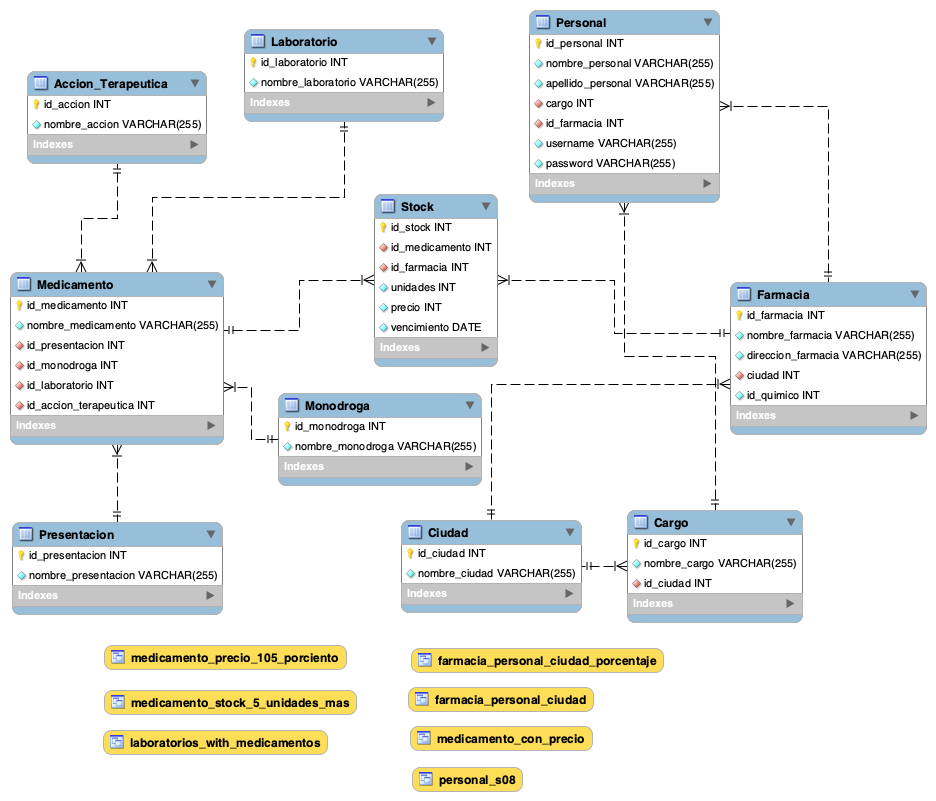 Personal
id_personal INT
nombre_personal VARCHAR(255)
apellido_personal VARCHAR(255)
cargo INT
id_farmacia INT
username VARCHAR(255)
password VARCHAR(255)
Indexes
Laboratorio
id_laboratorio INT
nombre_laboratorio VARCHAR(255)
Indexes
Accion_Terapeutica
id_accion INT
nombre_accion VARCHAR(255)
Indexes
Stock
id_stock INT
id_medicamento INT
id_farmacia INT
unidades INT
precio INT
vencimiento DATE
Indexes
Medicamento
id_medicamento INT
nombre_medicamento VARCHAR(255)
id_presentacion INT
id_monodroga INT
id_laboratorio INT
id_accion_terapeutica INT
Indexes
Farmacia
id_farmacia INT
nombre_farmacia VARCHAR(255)
direccion_farmacia VARCHAR(255)
ciudad INT
id_quimico INT
Indexes
Monodroga
id_monodroga INT
nombre_monodroga VARCHAR(255)
Indexes
Presentacion
id_presentacion INT
nombre_presentacion VARCHAR(255)
Indexes
Ciudad
id_ciudad INT
nombre_ciudad VARCHAR(255)
Indexes
Cargo
id_cargo INT
nombre_cargo VARCHAR(255)
id_ciudad INT
Indexes
medicamento_precio_105_porciento
medicamento_stock_5_unidades_mas
laboratorios_with_medicamentos
farmacia_personal_ciudad_porcentaje
farmacia_personal_ciudad
medicamento_con_precio
personal_s08